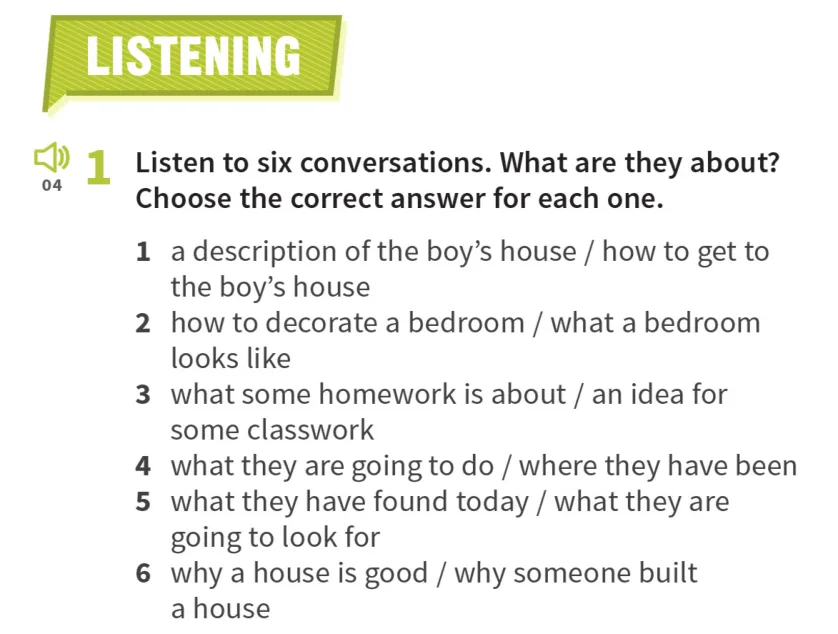 LISTENING
04
1 Listen to six conversations. What are they about?
Choose the correct answer for each one.
1 a description of the boy’s house / how to get to
the boy’s house
2 how to decorate a bedroom / what a bedroom
looks like
3 what some homework is about / an idea for
some classwork
4 what they are going to do / where they have been
5 what they have found today / what they are
going to look for
6 why a house is good / why someone built
a house